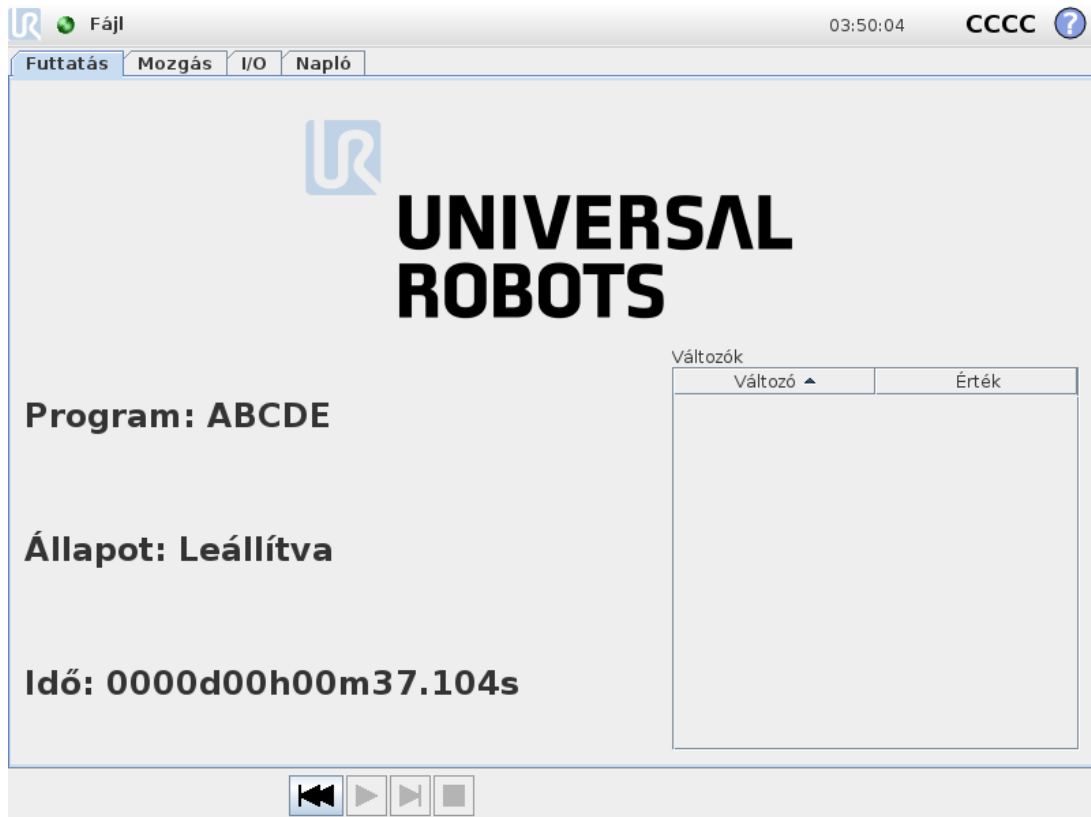 Fájl
03:50:04
CCCC
?
Futtatás
Mozgás
I/O
Napló
UR
UNIVERSAL
ROBOTS
Változók
Változó
Érték
Program: ABCDE
Állapot: Leállítva
Idő: 0000d00h00m37.104s